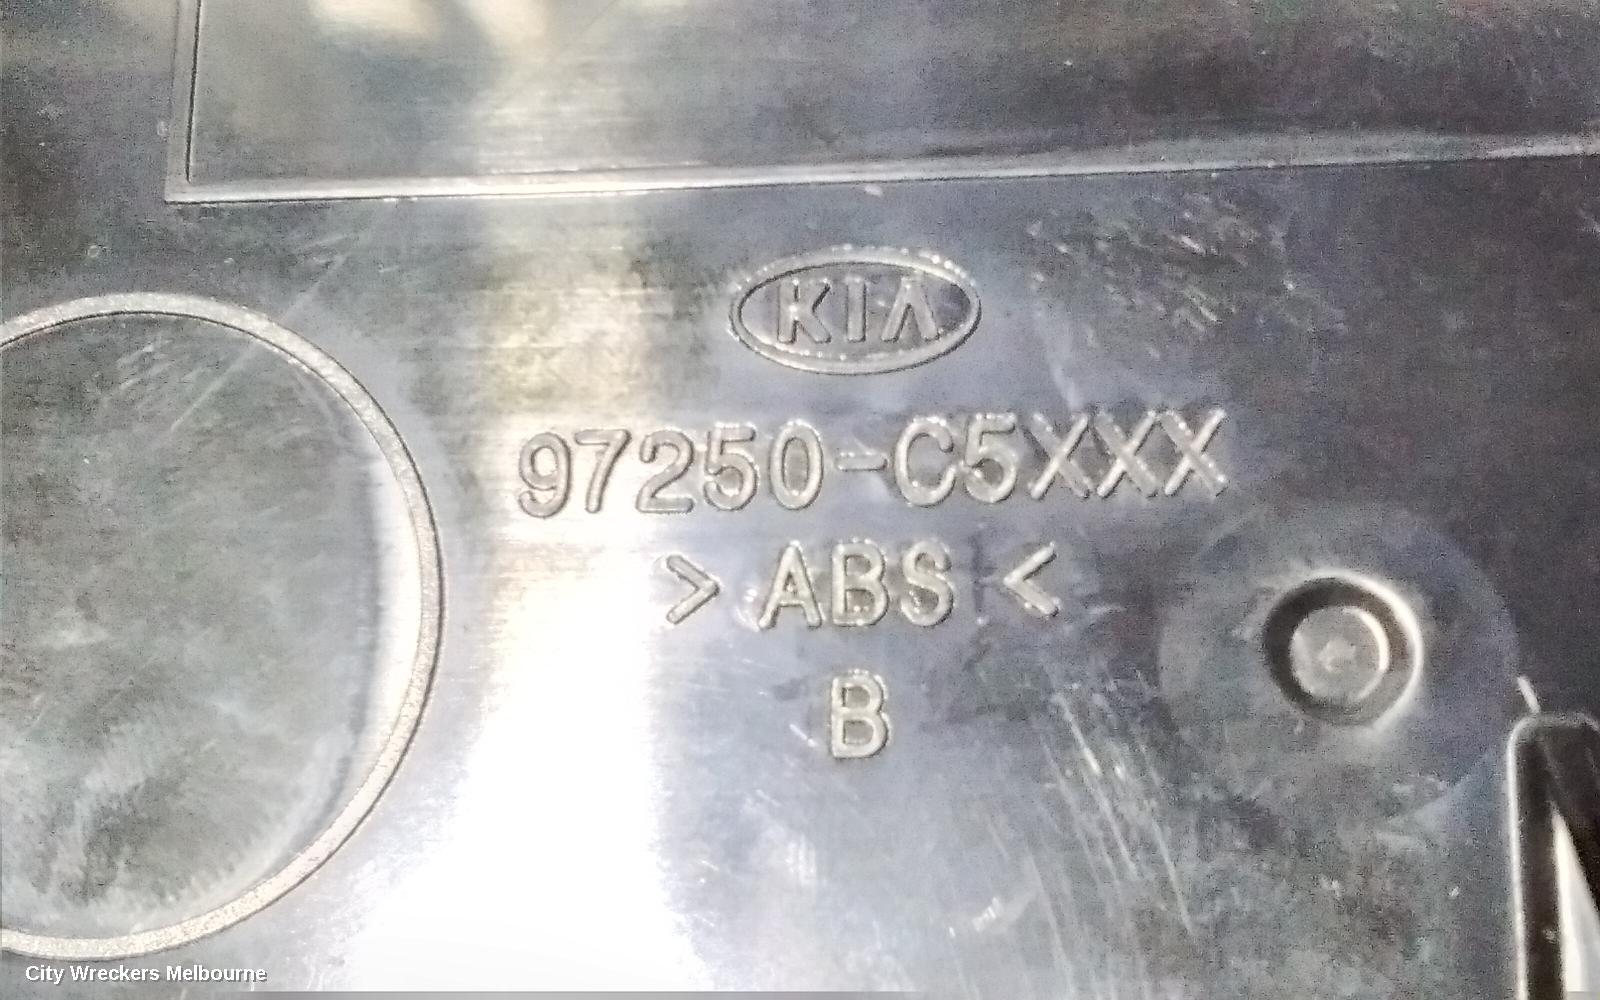 KIA
97250-C5XXX
> ABS <
B
City Wreckers Melbourne